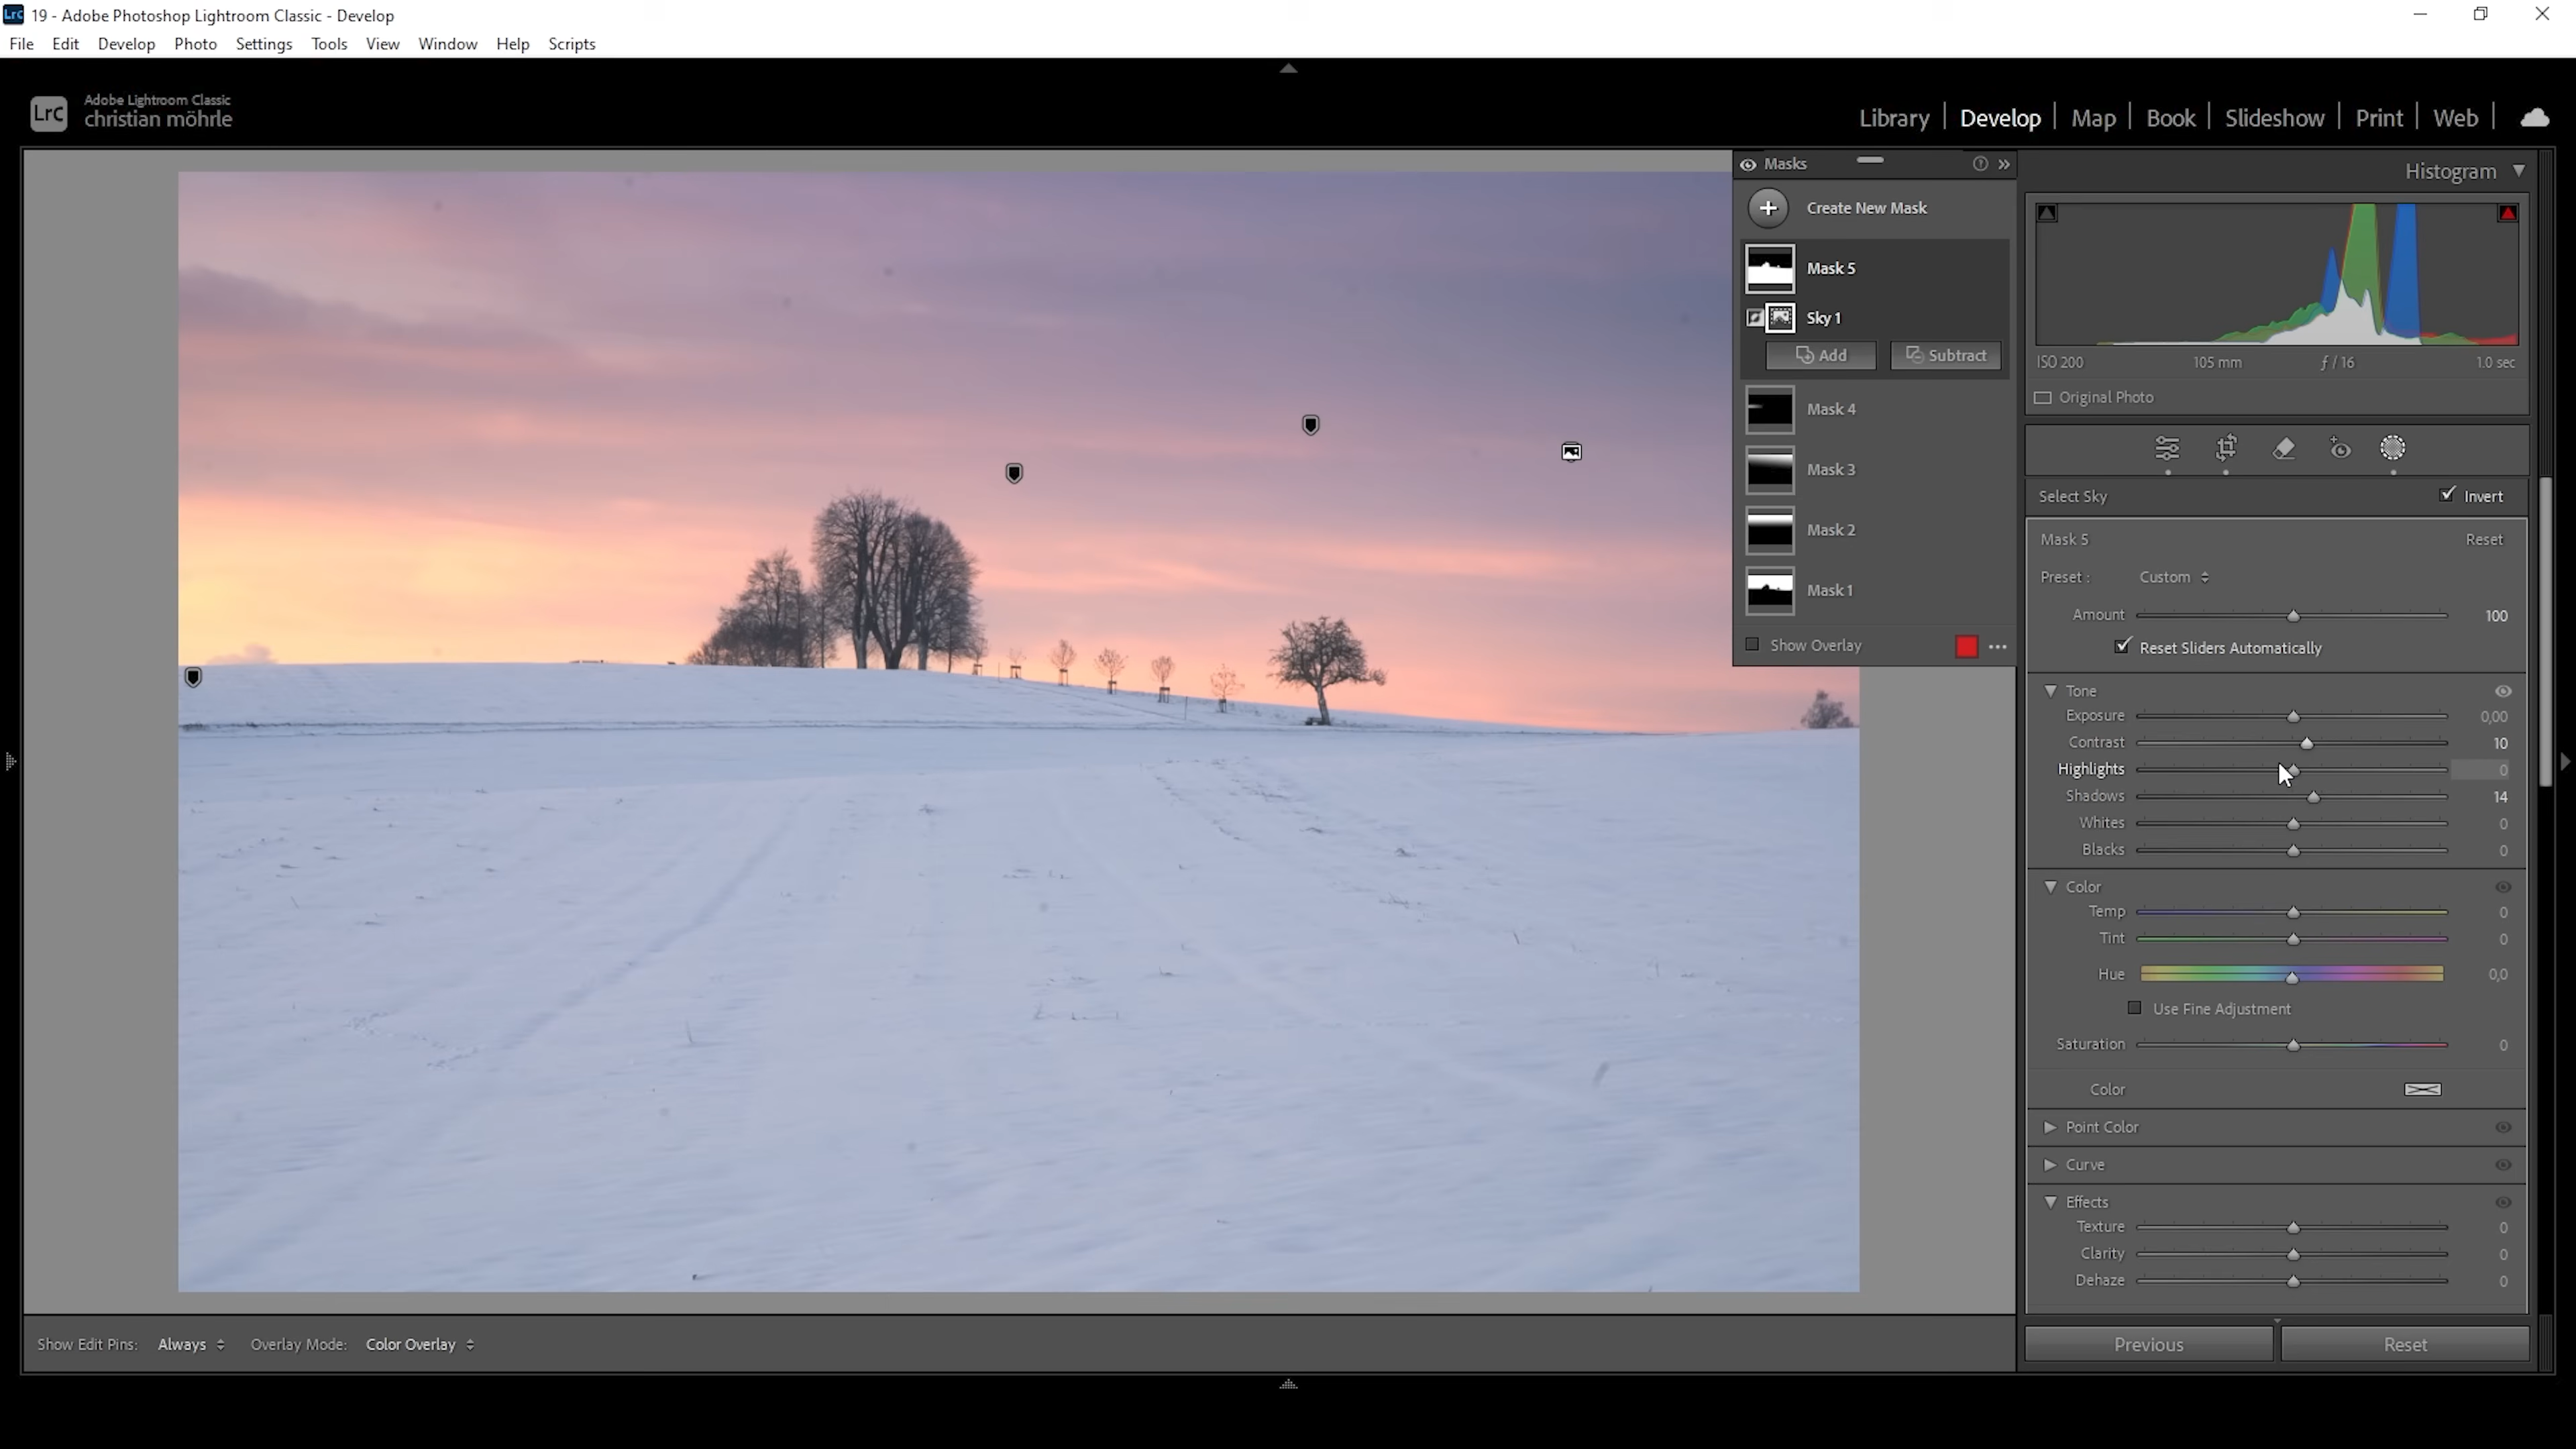 Lrc 19 - Adobe Photoshop Lightroom Classic - Develop
File Edit Develop Photo Settings Tools View Window Help Scripts
Lrc
Adobe Lightroom Classic
christian möhrle
Library | Develop | Map | Book | Slideshow | Print | Web |
Masks
Create New Mask
Mask 5
Sky 1
Add Subtract
Mask 4
Mask 3
Mask 2
Mask 1
Show Overlay
Histogram
ISO 200 105 mm ƒ / 16 1.0 sec
Original Photo
Select Sky Invert
Mask 5 Reset
Preset : Custom
Amount 100
Reset Sliders Automatically
Tone
Exposure 0,00
Contrast 10
Highlights 0
Shadows 14
Whites 0
Blacks 0
Color
Temp 0
Tint 0
Hue 0,0
Use Fine Adjustment
Saturation 0
Color
Point Color
Curve
Effects
Texture 0
Clarity 0
Dehaze 0
Previous Reset
Show Edit Pins: Always Overlay Mode: Color Overlay